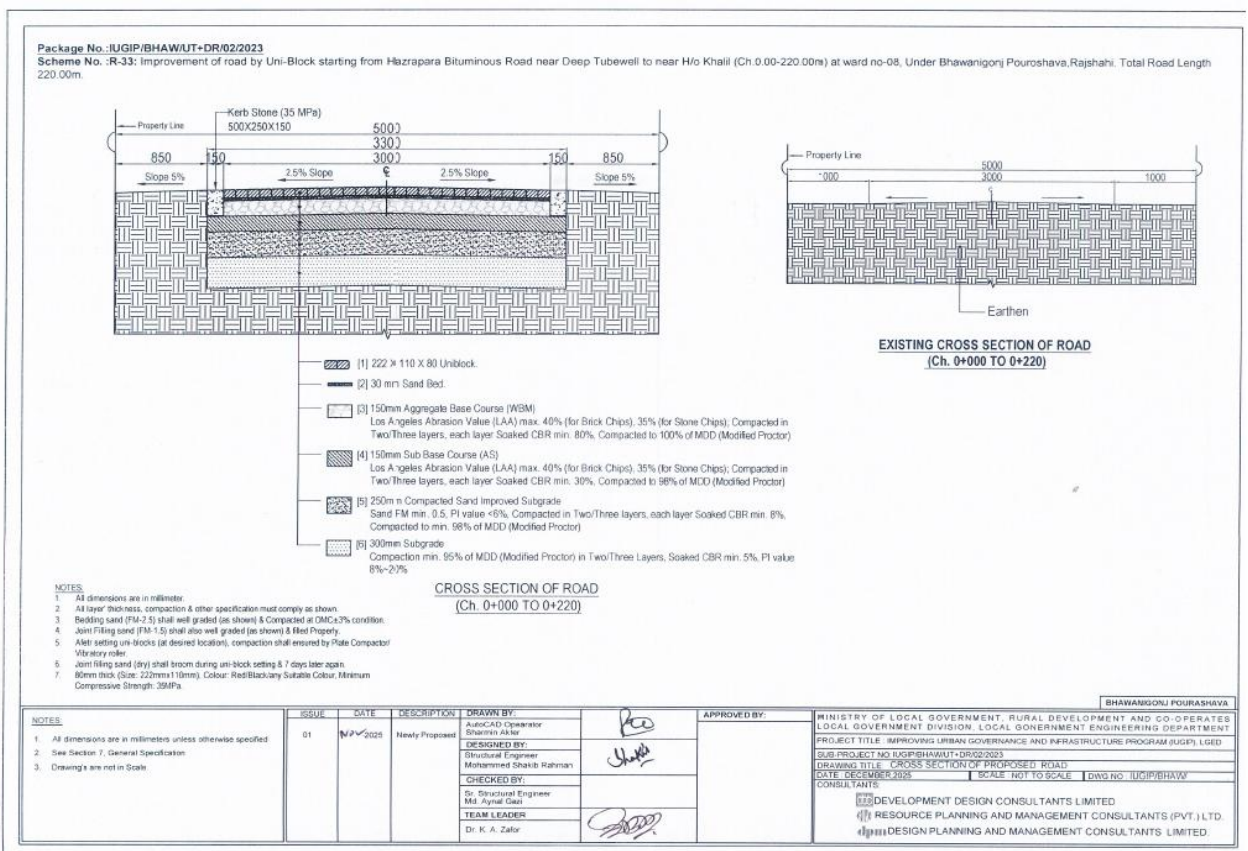 Package No.:IUGIP/BHAW/UT+DR/02/2023
Scheme No. :R-33: Improvement of road by Uni-Block starting from Hazrapara Bituminous Road near Deep Tubewell to near H/o Khalil (Ch.0.00-220.00m) at ward no-08, Under Bhawanigonj Pouroshava,Rajshahi. Total Road Length
220.00m.
Kerb Stone (35 MPa)
500X250X150
Property Line
5000
3300
850
150
3000
150
850
Slope 5%
2.5% Slope
2.5% Slope
Slope 5%
[1] 222 X 110 X 80 Uniblock.
[2] 30 mm Sand Bed.
[3] 150mm Aggregate Base Course (WBM)
Los Angeles Abrasion Value (LAA) max. 40% (for Brick Chips), 35% (for Stone Chips); Compacted in
Two/Three layers, each layer Soaked CBR min. 80%, Compacted to 100% of MDD (Modified Proctor)
[4] 150mm Sub Base Course (AS)
Los Angeles Abrasion Value (LAA) max. 40% (for Brick Chips), 35% (for Stone Chips); Compacted in
Two/Three layers, each layer Soaked CBR min. 30%, Compacted to 98% of MDD (Modified Proctor)
[5] 250mm Compacted Sand Improved Subgrade
Sand FM min. 0.5, PI value <6%, Compacted in Two/Three layers, each layer Soaked CBR min. 8%,
Compacted to min. 98% of MDD (Modified Proctor)
[6] 300mm Subgrade
Compection min. 95% of MDD (Modified Proctor) in Two/Three Layers, Soaked CBR min. 5%, PI value
8%~20%
CROSS SECTION OF ROAD
(Ch. 0+000 TO 0+220)
Property Line
5000
1000
3000
1000
Earthen
EXISTING CROSS SECTION OF ROAD
(Ch. 0+000 TO 0+220)
NOTES:
1. All dimensions are in millimeter.
2. All layer' thickness, compaction & other specification must comply as shown.
3. Bedding sand (FM-2.5) shall well graded (as shown) & Compacted at OMC±3% condition.
4. Joint Filling sand (FM-1.5) shall also well graded (as shown) & filled Properly.
5. Aletr setting uni-blocks (at desired location), compaction shall ensured by Plate Compactor/
Vibratory roller.
6. Joint filling sand (dry) shall broom during uni-block setting & 7 days later again.
7. 80mm thick (Size: 222mmx110mm), Colour: Red/Black/any Suitable Colour, Minimum
Compressive Strength: 35MPa.
NOTES:
1. All dimensions are in millimeters unless otherwise specified
2. See Section 7, General Specification
3. Drawing's are not in Scale
ISSUE DATE DESCRIPTION
01 Nov 2025 Newly Proposed
DRAWN BY:
AutoCAD Opearator
Sharmin Akter
DESIGNED BY:
Structural Engineer
Mohammed Shakib Rahman
CHECKED BY:
Sr. Structural Engineer
Md. Aynal Gazi
TEAM LEADER
Dr. K. A. Zafor
APPROVED BY:
BHAWANIGONJ POURASHAVA
MINISTRY OF LOCAL GOVERNMENT, RURAL DEVELOPMENT AND CO-OPERATES
LOCAL GOVERNMENT DIVISION, LOCAL GONERNMENT ENGINEERING DEPARTMENT
PROJECT TITLE : IMPROVING URBAN GOVERNANCE AND INFRASTRUCTURE PROGRAM (IUGIP), LGED
SUB-PROJECT NO IUGIP/BHAW/UT+DR/02/2023
DRAWING TITLE CROSS SECTION OF PROPOSED ROAD
DATE DECEMBER,2025 SCALE NOT TO SCALE DWG NO : IUGIP/BHAW/
CONSULTANTS:
DEVELOPMENT DESIGN CONSULTANTS LIMITED
RESOURCE PLANNING AND MANAGEMENT CONSULTANTS (PVT.) LTD.
dpm DESIGN PLANNING AND MANAGEMENT CONSULTANTS LIMITED